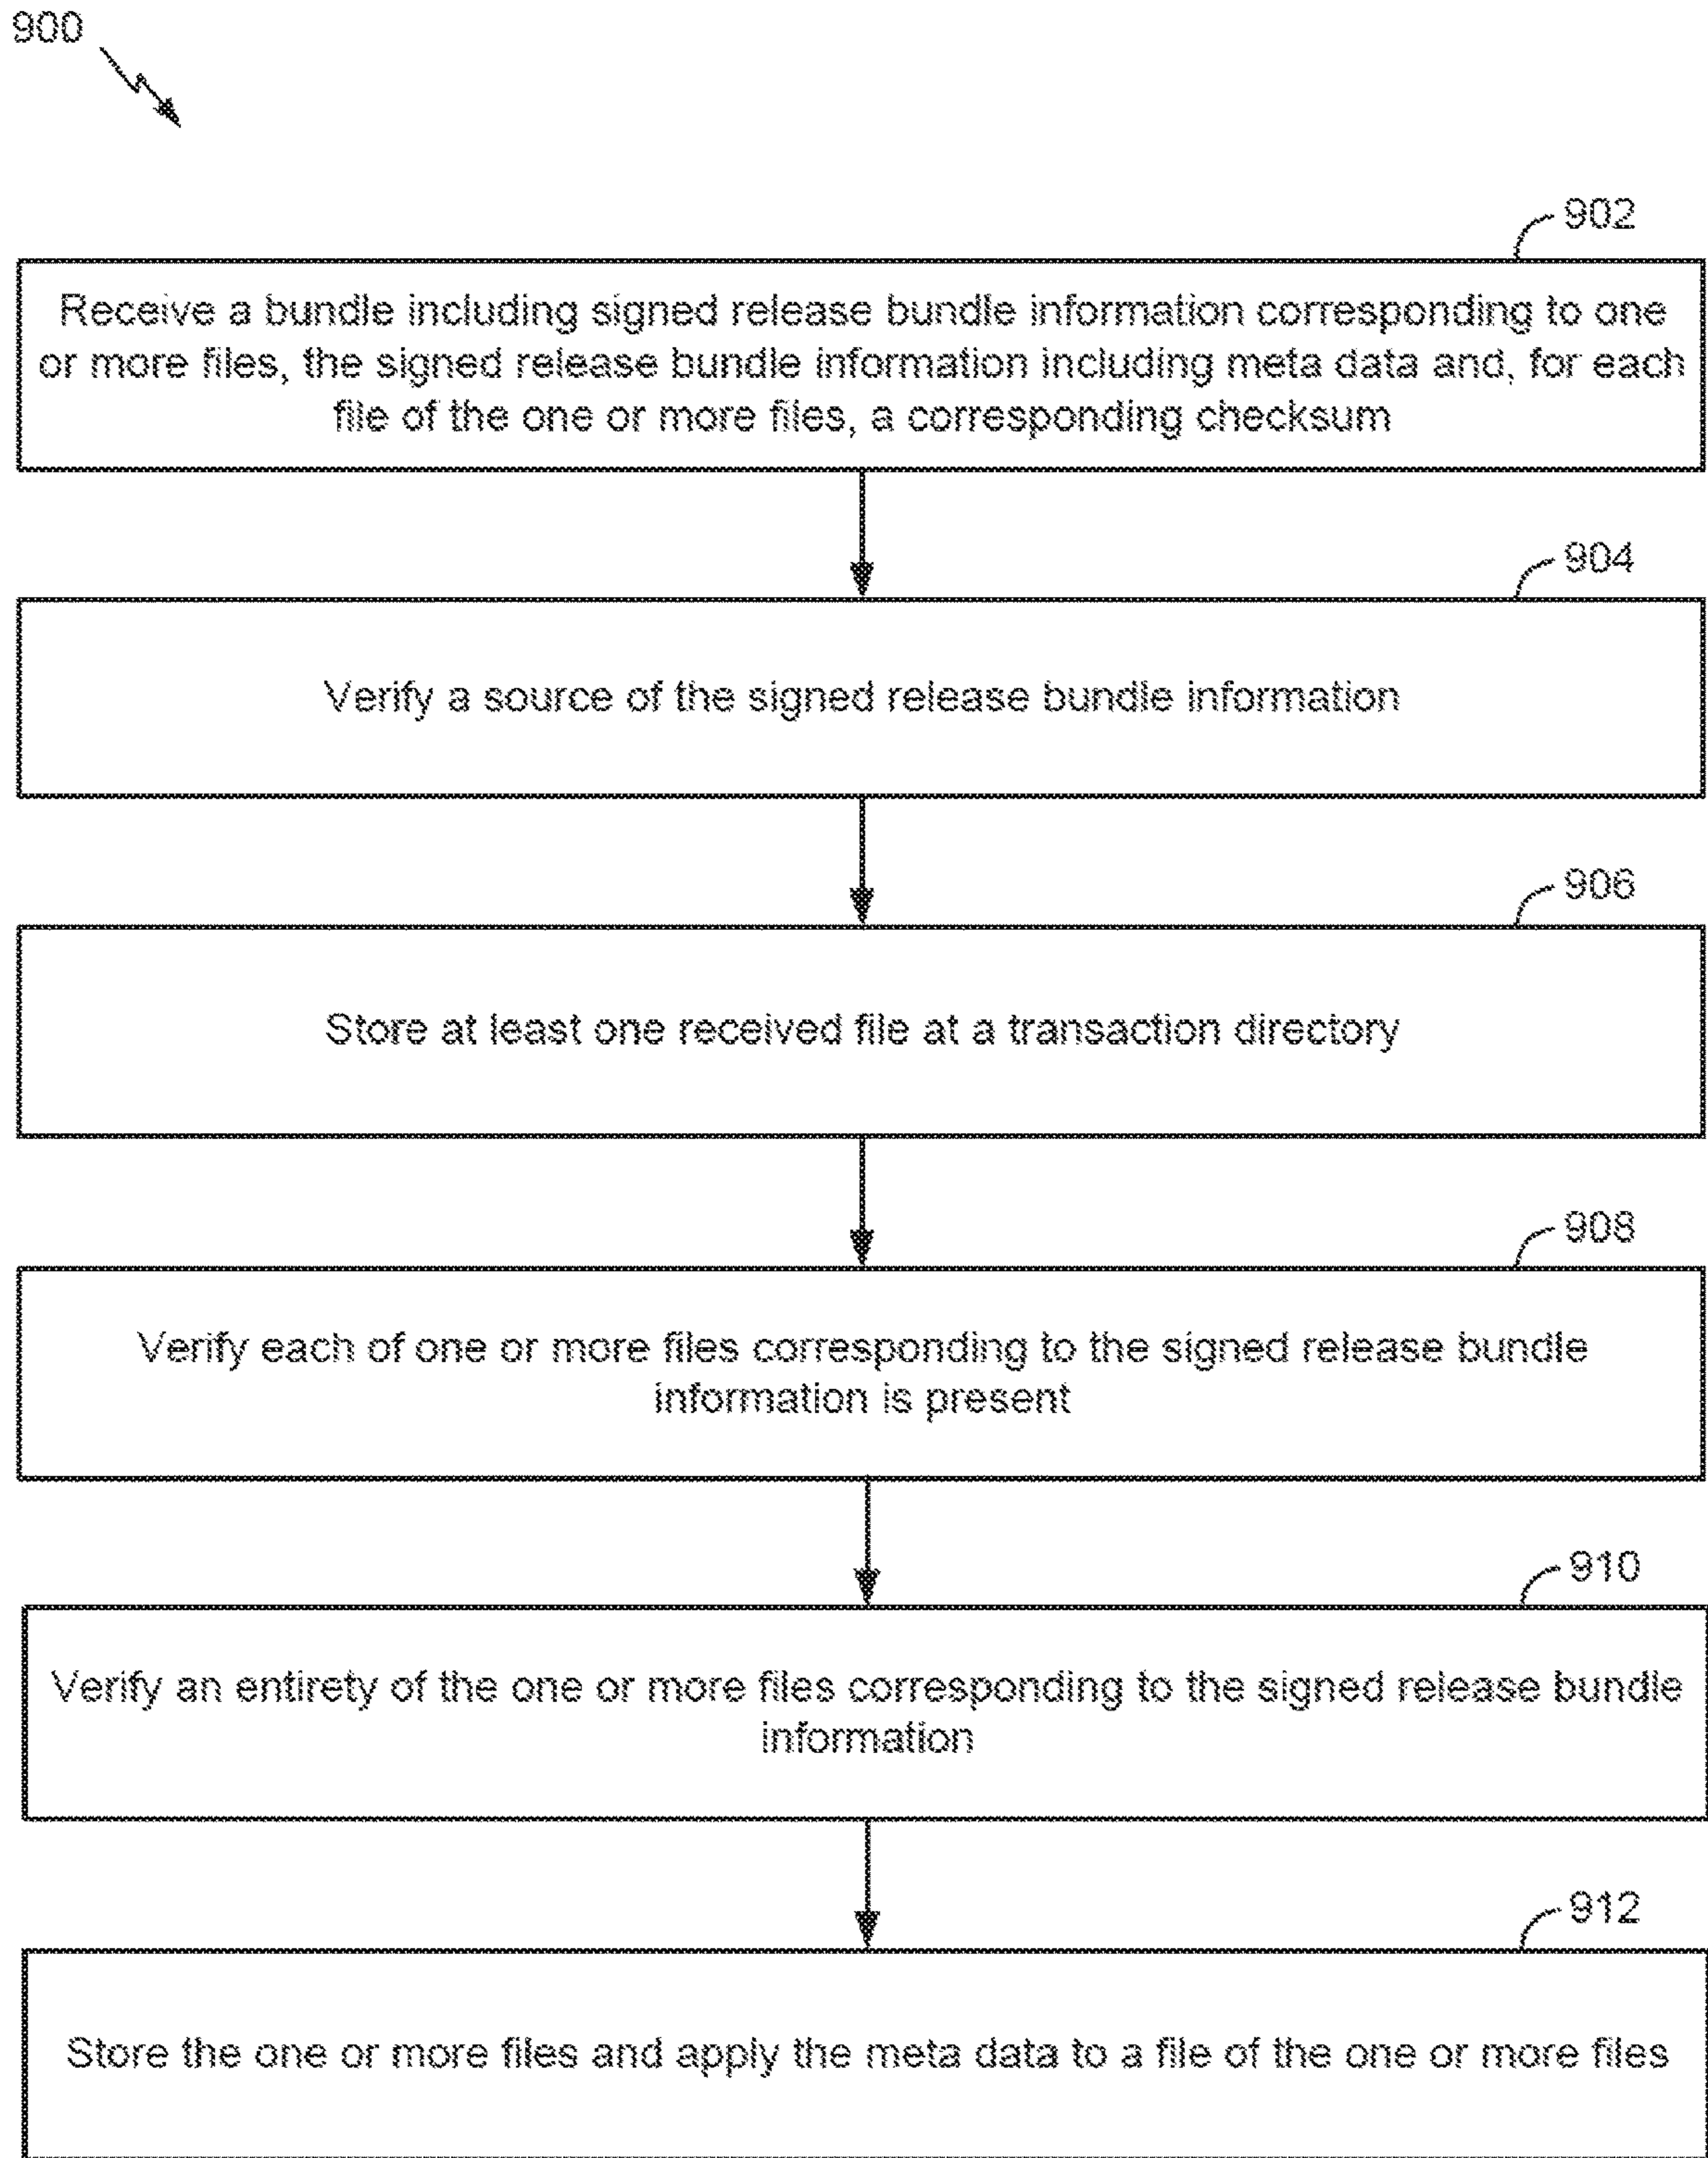 900
902
Receive a bundle including signed release bundle information corresponding to one
or more files, the signed release bundle information including meta data and, for each
file of the one or more files, a corresponding checksum
904
Verify a source of the signed release bundle information
906
Store at least one received file at a transaction directory
908
Verify each of one or more files corresponding to the signed release bundle
information is present
910
Verify an entirety of the one or more files corresponding to the signed release bundle
information
912
Store the one or more files and apply the meta data to a file of the one or more files